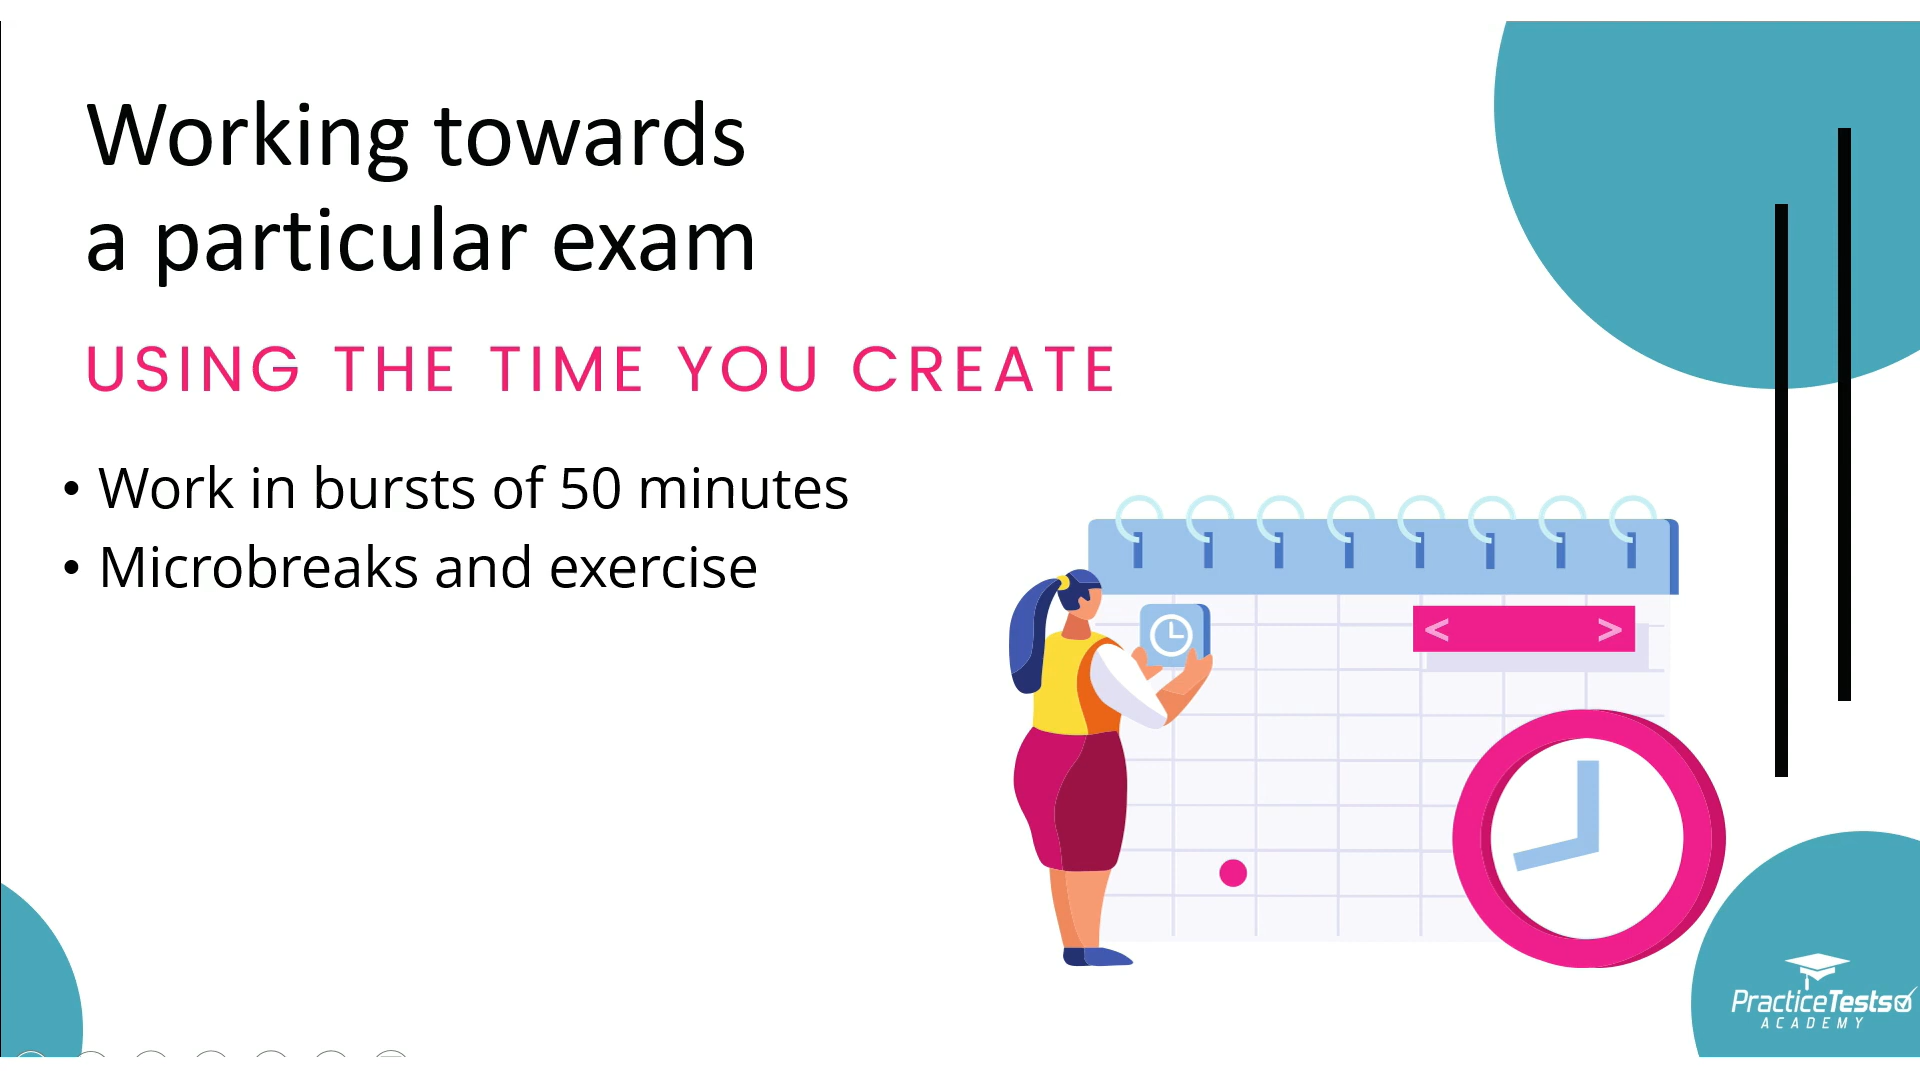 Working towards
a particular exam
USING THE TIME YOU CREATE
• Work in bursts of 50 minutes
• Microbreaks and exercise
< >
PracticeTests
ACADEMY